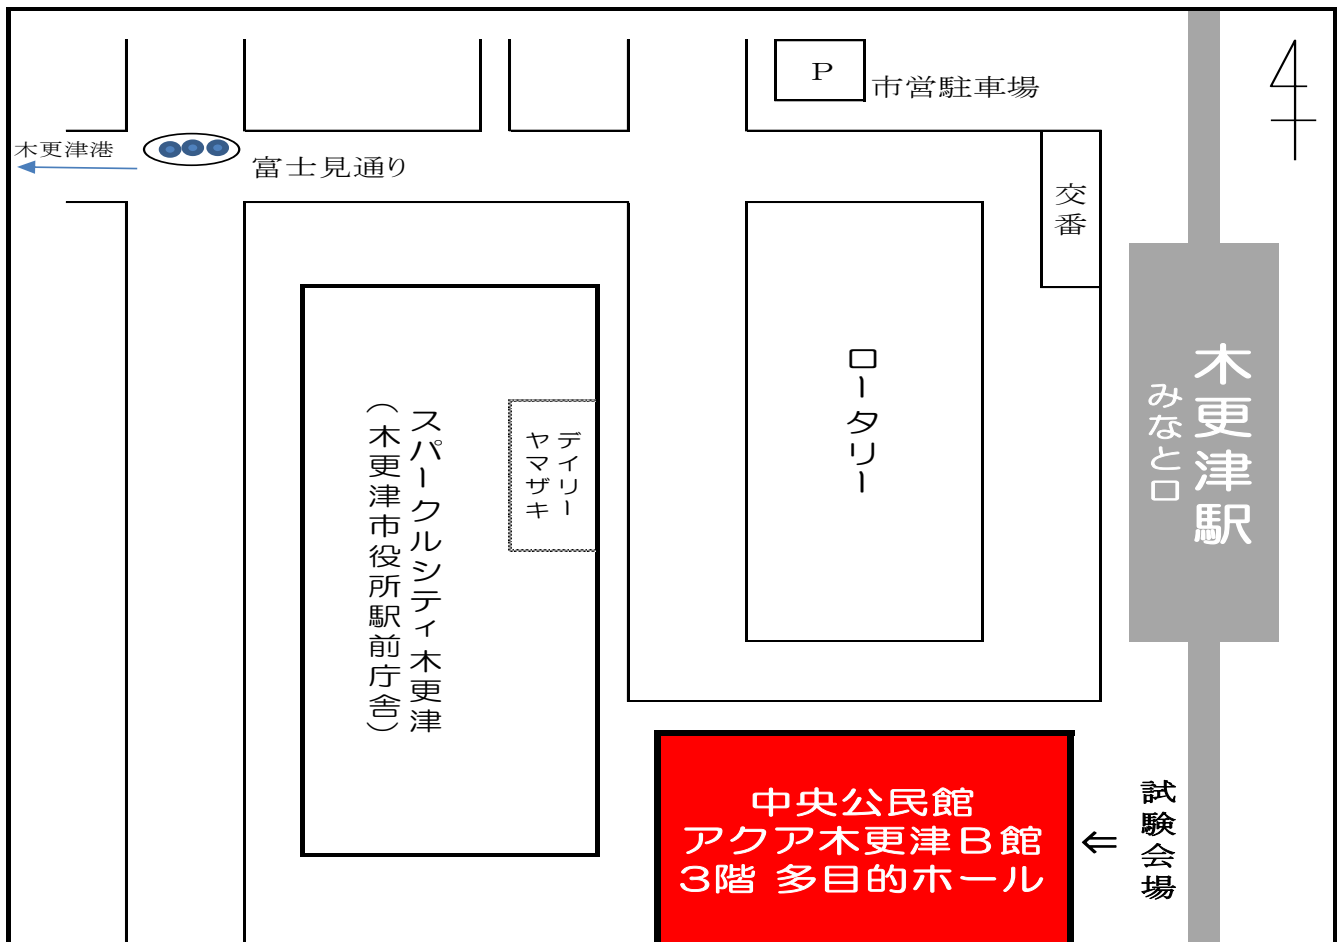 P
市営駐車場
木更津港
富士見通り
交番
ロータリー
木更津駅
みなと口
デイリー
ヤマザキ
スパークルシティ木更津
（木更津市役所駅前庁舎）
中央公民館
アクア木更津B館
3階 多目的ホール
⇐
試験会場